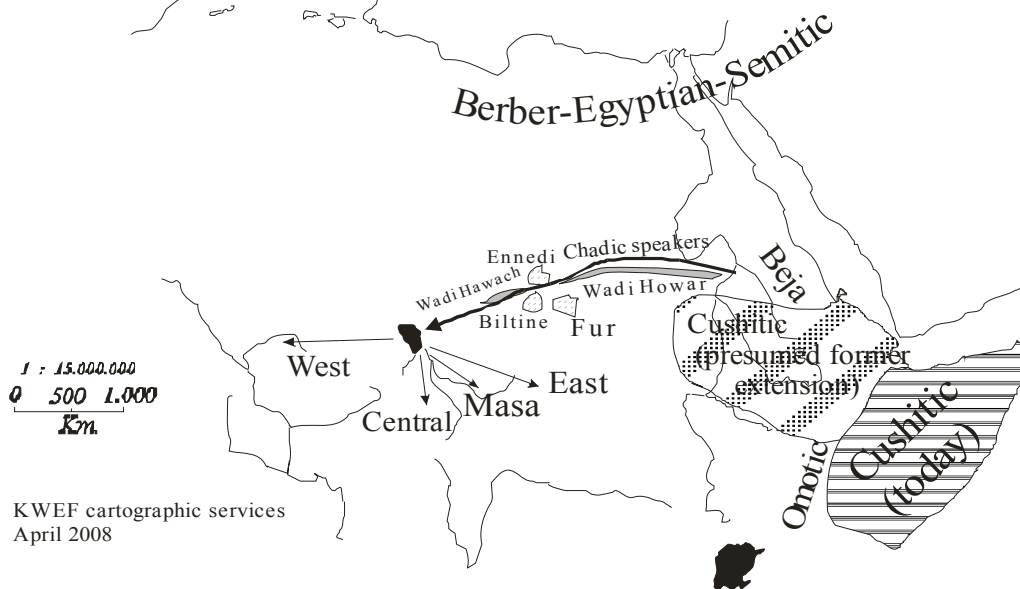 Berber-Egyptian-Semitic
Ennedi
Chadic speakers
Beja
Wadi Hawach
Wadi Howar
Biltine
Fur
Cushitic
(presumed former
extension)
West
East
Masa
Central
1 : 15.000.000
0 500 1.000
Km.
Cushitic
(today)
Omotic
KWEF cartographic services
April 2008